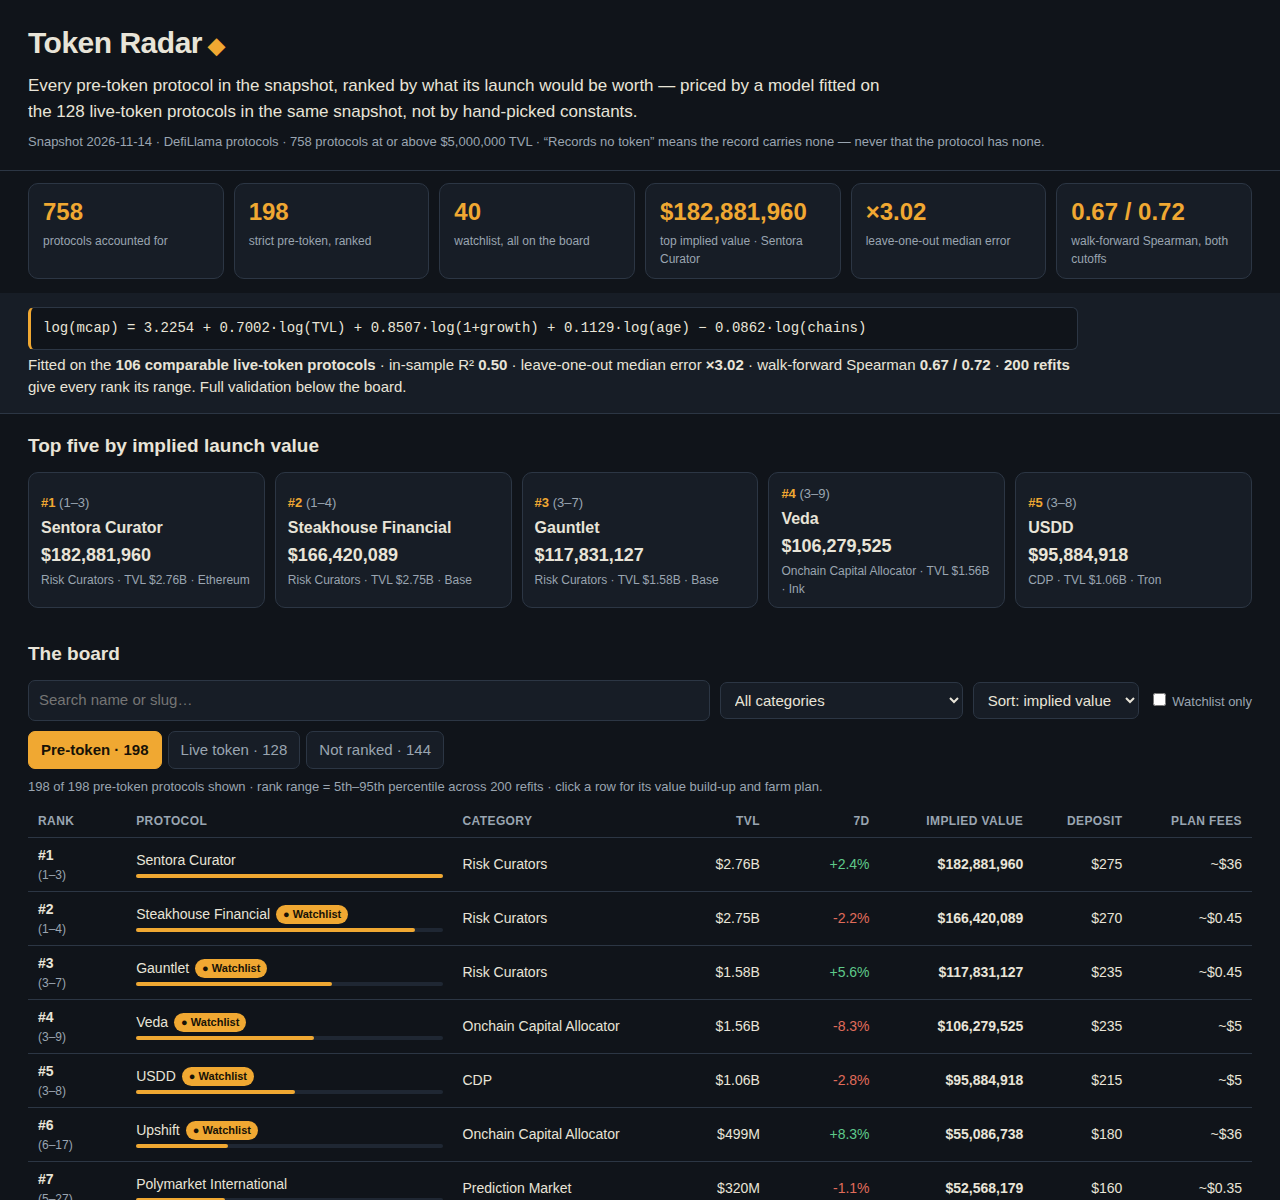 Token Radar ◆
Every pre-token protocol in the snapshot, ranked by what its launch would be worth — priced by a model fitted on
the 128 live-token protocols in the same snapshot, not by hand-picked constants.
Snapshot 2026-11-14 · DefiLlama protocols · 758 protocols at or above $5,000,000 TVL · “Records no token” means the record carries none — never that the protocol has none.
758
protocols accounted for
198
strict pre-token, ranked
40
watchlist, all on the board
$182,881,960
top implied value · Sentora
Curator
×3.02
leave-one-out median error
0.67 / 0.72
walk-forward Spearman, both
cutoffs
log(mcap) = 3.2254 + 0.7002·log(TVL) + 0.8507·log(1+growth) + 0.1129·log(age) − 0.0862·log(chains)
Fitted on the 106 comparable live-token protocols · in-sample R² 0.50 · leave-one-out median error ×3.02 · walk-forward Spearman 0.67 / 0.72 · 200 refits
give every rank its range. Full validation below the board.
Top five by implied launch value
#1 (1–3)
Sentora Curator
$182,881,960
Risk Curators · TVL $2.76B · Ethereum
#2 (1–4)
Steakhouse Financial
$166,420,089
Risk Curators · TVL $2.75B · Base
#3 (3–7)
Gauntlet
$117,831,127
Risk Curators · TVL $1.58B · Base
#4 (3–9)
Veda
$106,279,525
Onchain Capital Allocator · TVL $1.56B
· Ink
#5 (3–8)
USDD
$95,884,918
CDP · TVL $1.06B · Tron
The board
Search name or slug…
All categories
Sort: implied value
Watchlist only
Pre-token · 198
Live token · 128
Not ranked · 144
198 of 198 pre-token protocols shown · rank range = 5th–95th percentile across 200 refits · click a row for its value build-up and farm plan.
RANK PROTOCOL CATEGORY TVL 7D IMPLIED VALUE DEPOSIT PLAN FEES
#1 (1–3) Sentora Curator Risk Curators $2.76B +2.4% $182,881,960 $275 ~$36
#2 (1–4) Steakhouse Financial ● Watchlist Risk Curators $2.75B -2.2% $166,420,089 $270 ~$0.45
#3 (3–7) Gauntlet ● Watchlist Risk Curators $1.58B +5.6% $117,831,127 $235 ~$0.45
#4 (3–9) Veda ● Watchlist Onchain Capital Allocator $1.56B -8.3% $106,279,525 $235 ~$5
#5 (3–8) USDD ● Watchlist CDP $1.06B -2.8% $95,884,918 $215 ~$5
#6 (6–17) Upshift ● Watchlist Onchain Capital Allocator $499M +8.3% $55,086,738 $180 ~$36
#7 (5–27) Polymarket International Prediction Market $320M -1.1% $52,568,179 $160 ~$0.35